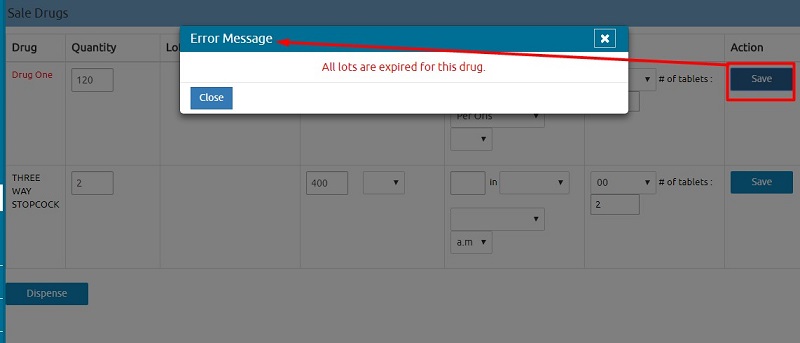 Sale Drugs
Error Message
All lots are expired for this drug.
Close
Drug Quantity Lo Action
Drug One 120 # of tablets : Save
Per Oris
THREE WAY STOPCOCK 2 400 in 00 # of tablets : Save
2
a.m
Dispense